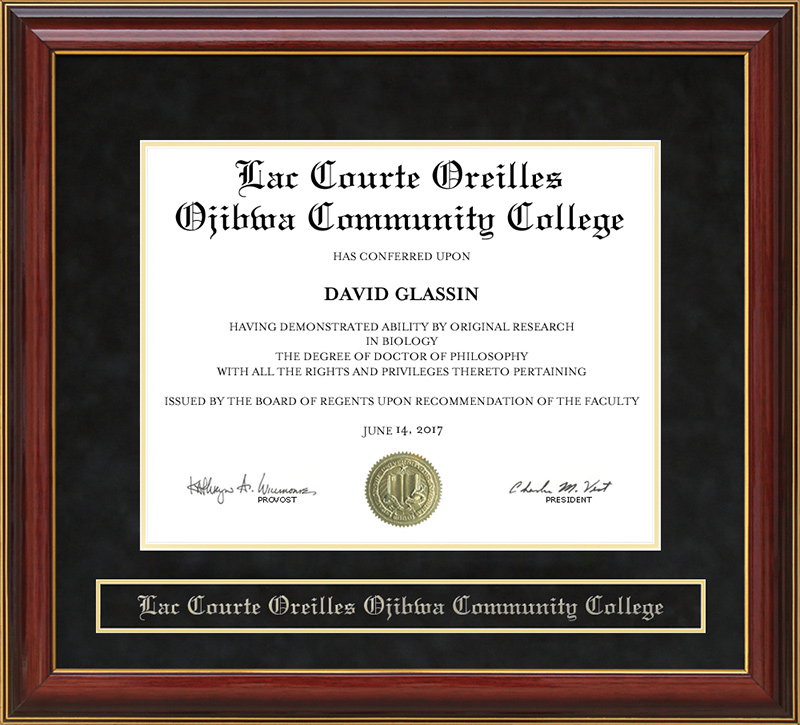 Lac Courte Oreilles
Ojibwa Community College
HAS CONFERRED UPON
DAVID GLASSIN
HAVING DEMONSTRATED ABILITY BY ORIGINAL RESEARCH
IN BIOLOGY
THE DEGREE OF DOCTOR OF PHILOSOPHY
WITH ALL THE RIGHTS AND PRIVILEGES THERETO PERTAINING
ISSUED BY THE BOARD OF REGENTS UPON RECOMMENDATION OF THE FACULTY
JUNE 14, 2017
PROVOST
Charles M. Vest
PRESIDENT
Lac Courte Oreilles Ojibwa Community College